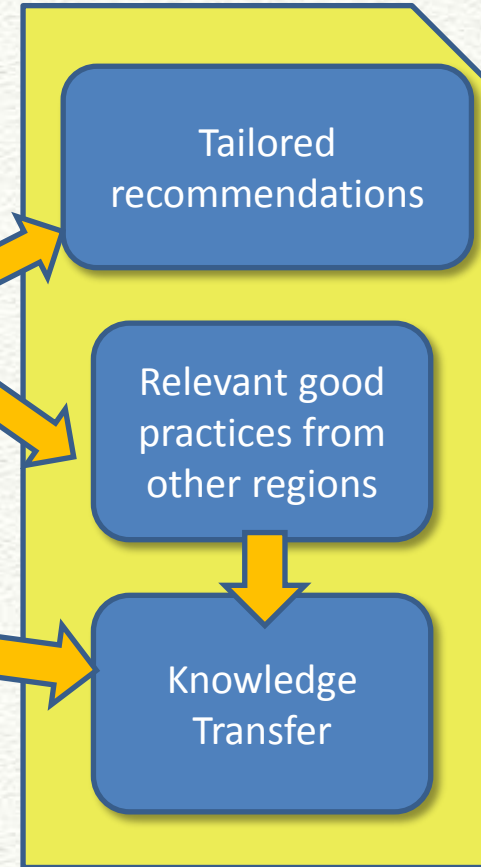 Tailored
recommendations
Relevant good
practices from
other regions
Knowledge
Transfer